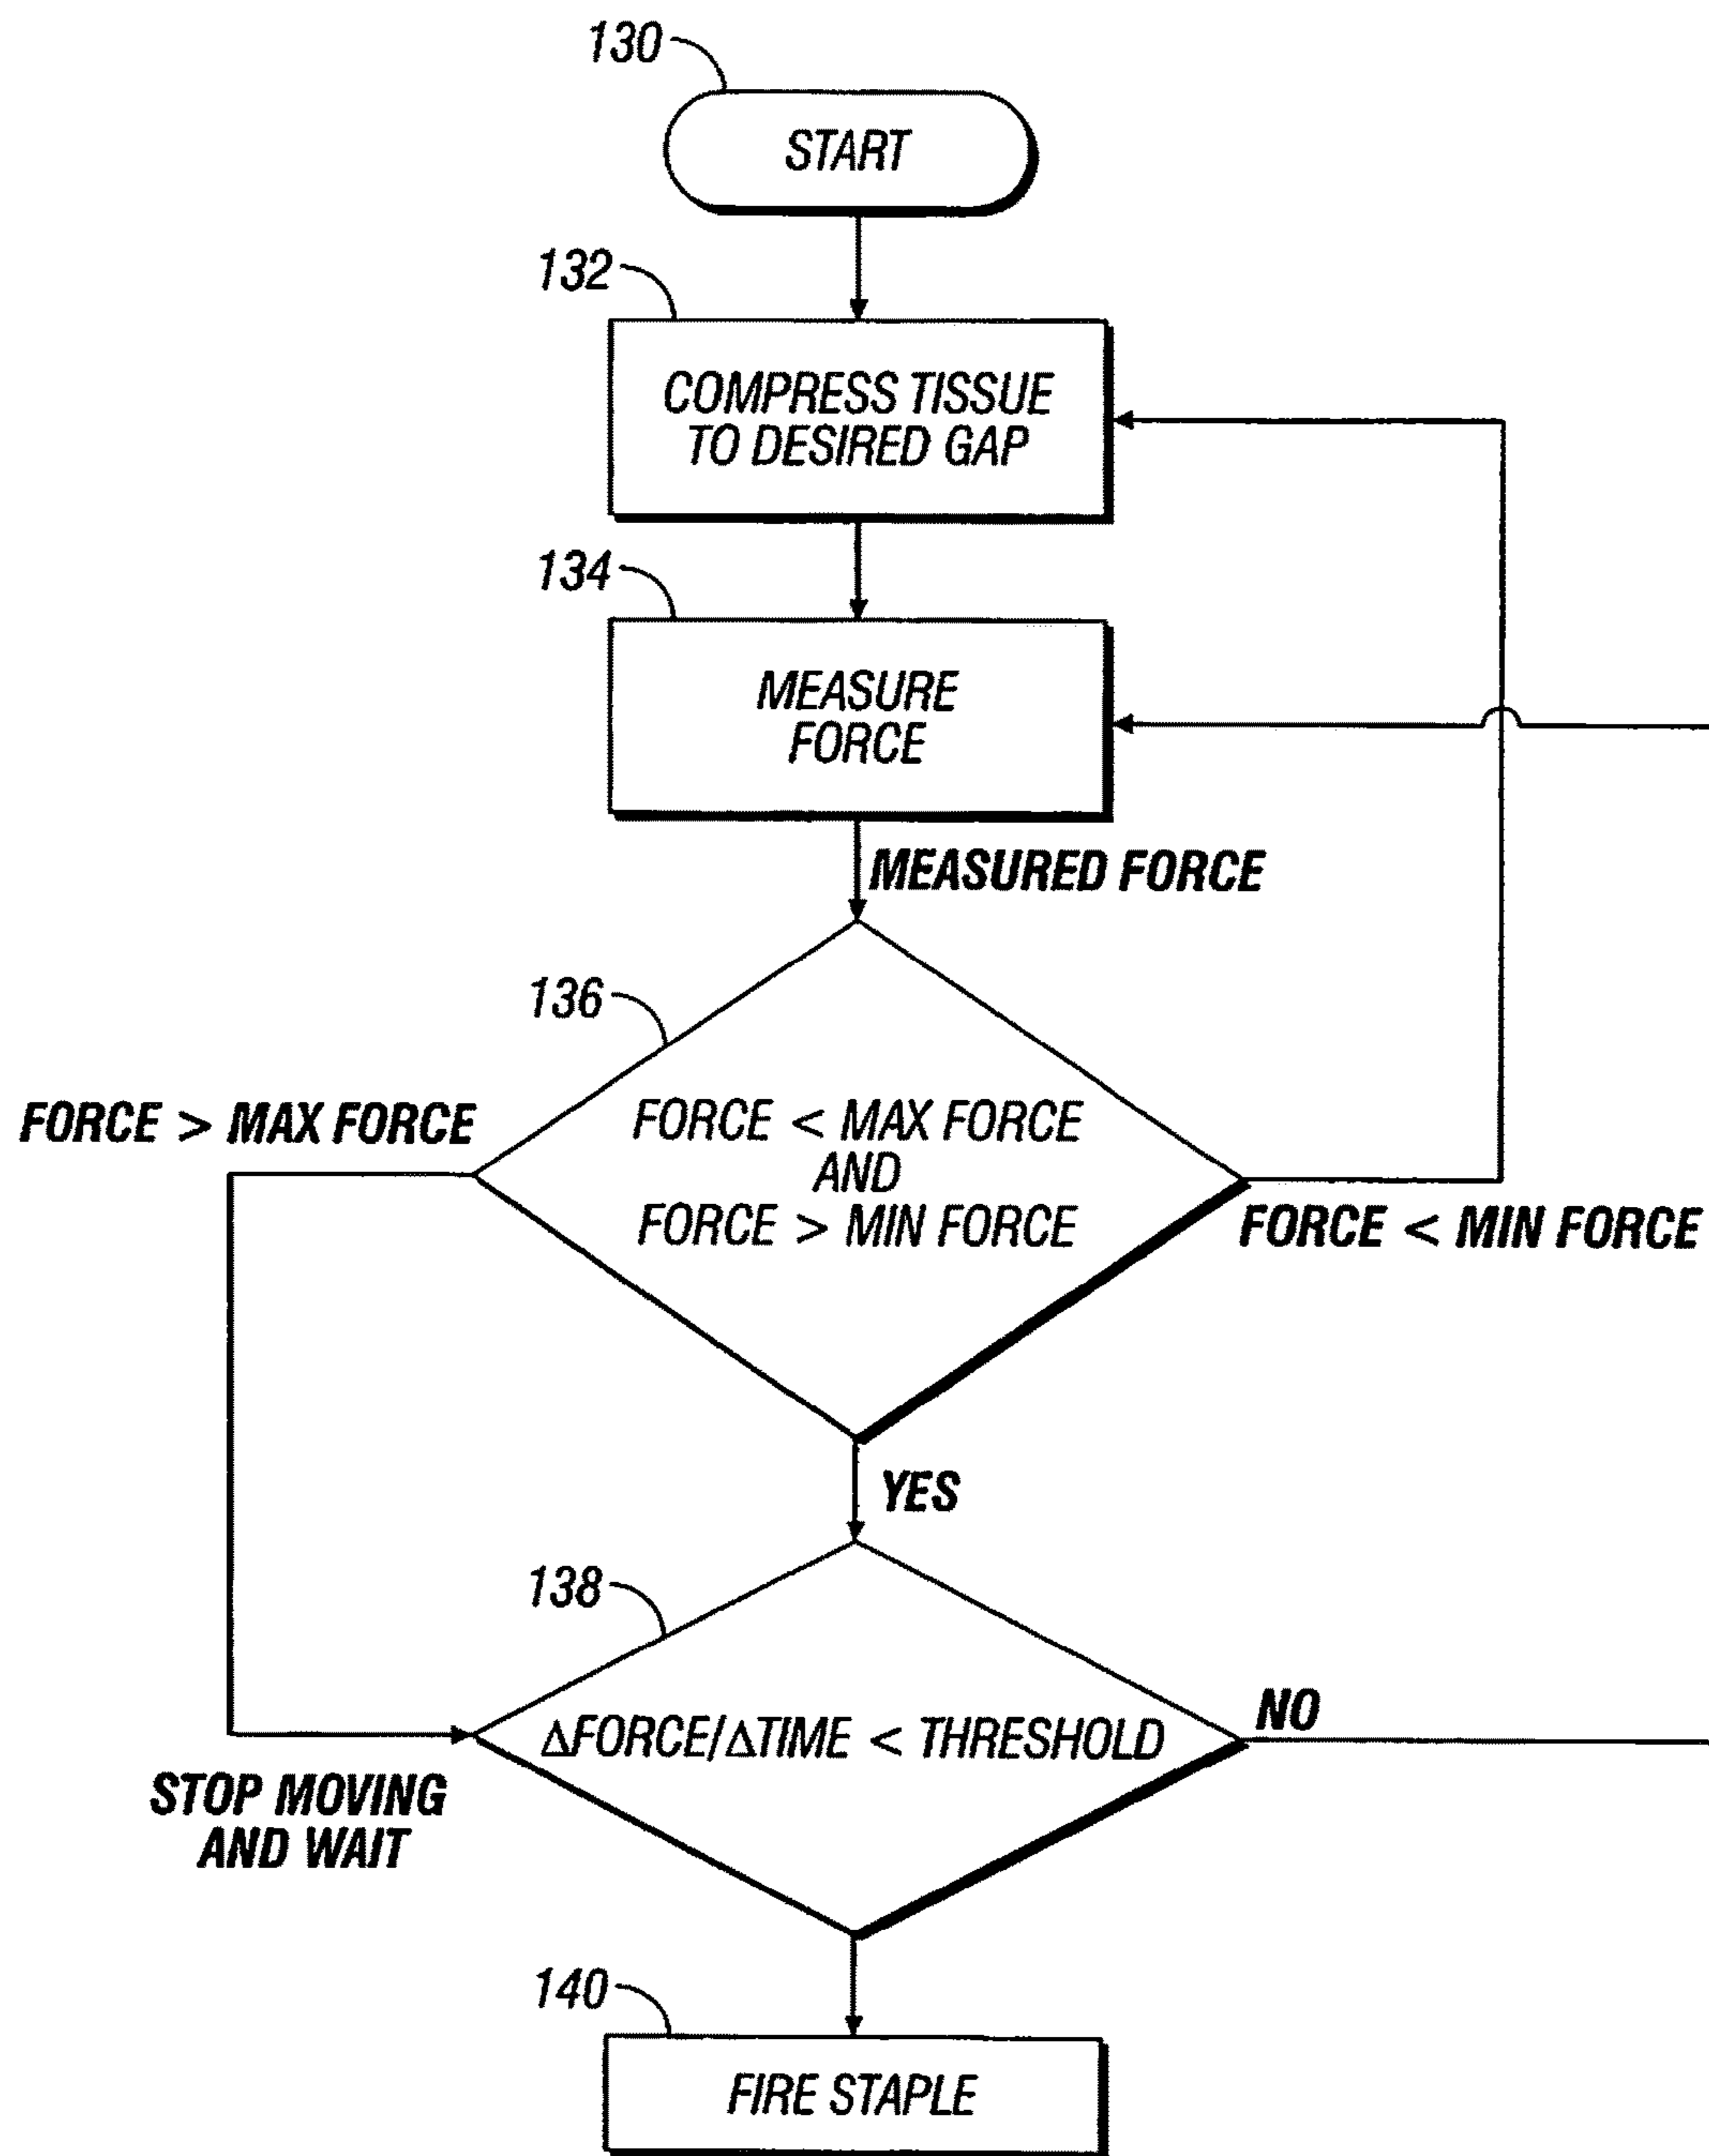 130
START
132
COMPRESS TISSUE
TO DESIRED GAP
134
MEASURE
FORCE
MEASURED FORCE
136
FORCE > MAX FORCE
FORCE < MAX FORCE
AND
FORCE > MIN FORCE
FORCE < MIN FORCE
YES
138
ΔFORCE/ΔTIME < THRESHOLD
NO
STOP MOVING
AND WAIT
140
FIRE STAPLE